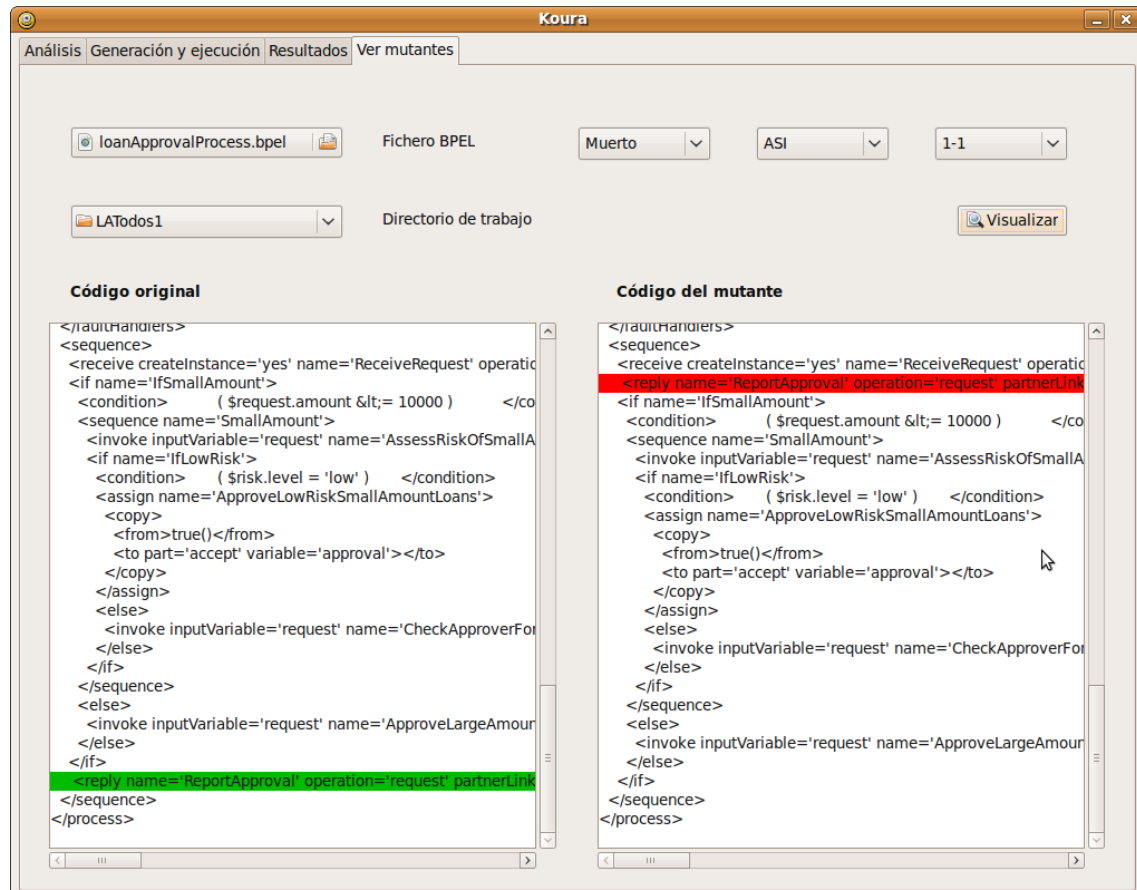 Koura
Análisis Generación y ejecución Resultados Ver mutantes
loanApprovalProcess.bpel Fichero BPEL Muerto ASI 1-1
LATodos1 Directorio de trabajo Visualizar
Código original
</faultHandlers>
<sequence>
<receive createInstance='yes' name='ReceiveRequest' operatio
<if name='IfSmallAmount'>
<condition> ( $request.amount &lt;= 10000 ) </co
<sequence name='SmallAmount'>
<invoke inputVariable='request' name='AssessRiskOfSmallA
<if name='IfLowRisk'>
<condition> ( $risk.level = 'low' ) </condition>
<assign name='ApproveLowRiskSmallAmountLoans'>
<copy>
<from>true()</from>
<to part='accept' variable='approval'></to>
</copy>
</assign>
<else>
<invoke inputVariable='request' name='CheckApproverFor
</else>
</if>
</sequence>
<else>
<invoke inputVariable='request' name='ApproveLargeAmoun
</else>
</if>
<reply name='ReportApproval' operation='request' partnerLink
</sequence>
</process>
Código del mutante
</faultHandlers>
<sequence>
<receive createInstance='yes' name='ReceiveRequest' operatio
<reply name='ReportApproval' operation='request' partnerLink
<if name='IfSmallAmount'>
<condition> ( $request.amount &lt;= 10000 ) </co
<sequence name='SmallAmount'>
<invoke inputVariable='request' name='AssessRiskOfSmallA
<if name='IfLowRisk'>
<condition> ( $risk.level = 'low' ) </condition>
<assign name='ApproveLowRiskSmallAmountLoans'>
<copy>
<from>true()</from>
<to part='accept' variable='approval'></to>
</copy>
</assign>
<else>
<invoke inputVariable='request' name='CheckApproverFor
</else>
</if>
</sequence>
<else>
<invoke inputVariable='request' name='ApproveLargeAmour
</else>
</if>
</sequence>
</process>